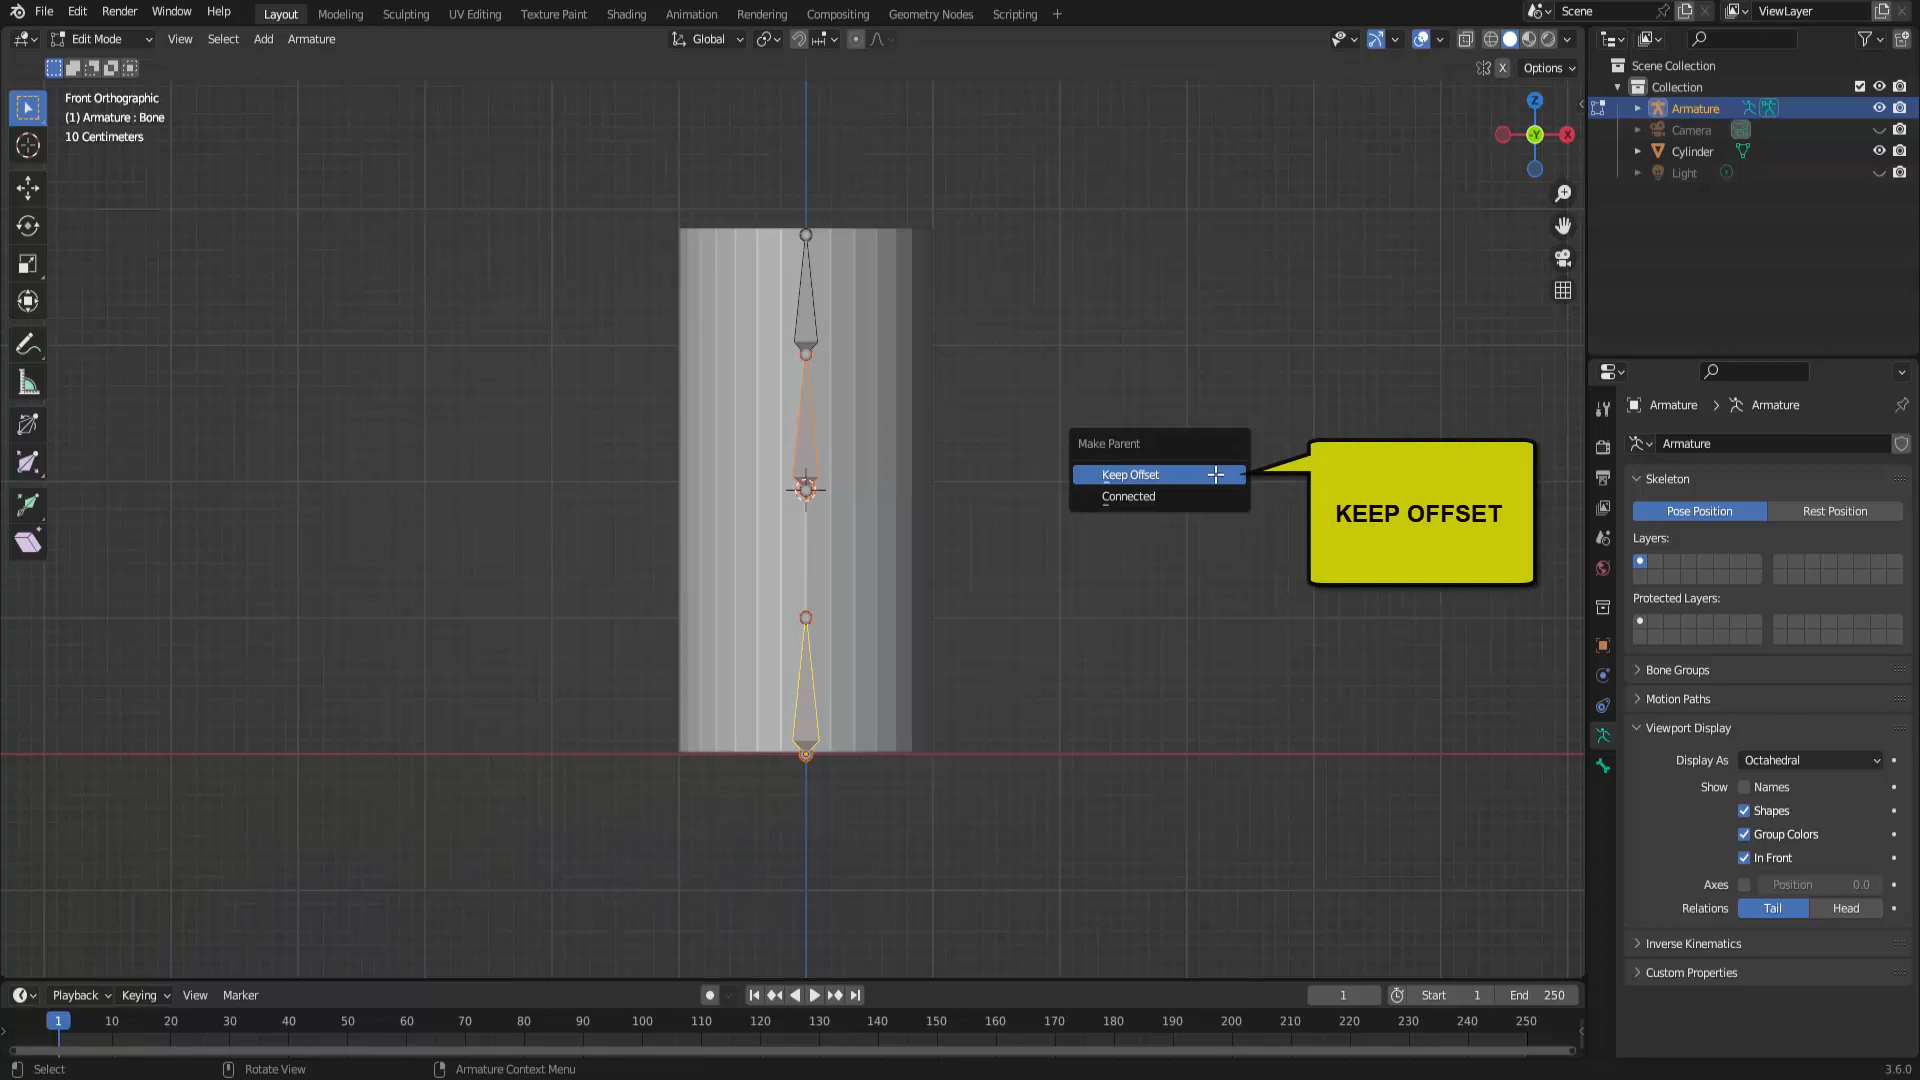 File Edit Render Window Help Layout Modeling Sculpting UV Editing Texture Paint Shading Animation Rendering Compositing Geometry Nodes Scripting + Scene ViewLayer
Edit Mode View Select Add Armature Global
X Options
Front Orthographic
(1) Armature : Bone
10 Centimeters
Z
-Y
X
Make Parent
Keep Offset
Connected
KEEP OFFSET
Scene Collection
Collection
Armature
Camera
Cylinder
Light
Armature > Armature
Armature
Skeleton
Pose Position Rest Position
Layers:
Protected Layers:
Bone Groups
Motion Paths
Viewport Display
Display As Octahedral
Show Names
Shapes
Group Colors
In Front
Axes Position 0.0
Relations Tail Head
Inverse Kinematics
Custom Properties
Playback Keying View Marker 1 Start 1 End 250
1 10 20 30 40 50 60 70 80 90 100 110 120 130 140 150 160 170 180 190 200 210 220 230 240 250
Select Rotate View Armature Context Menu 3.6.0